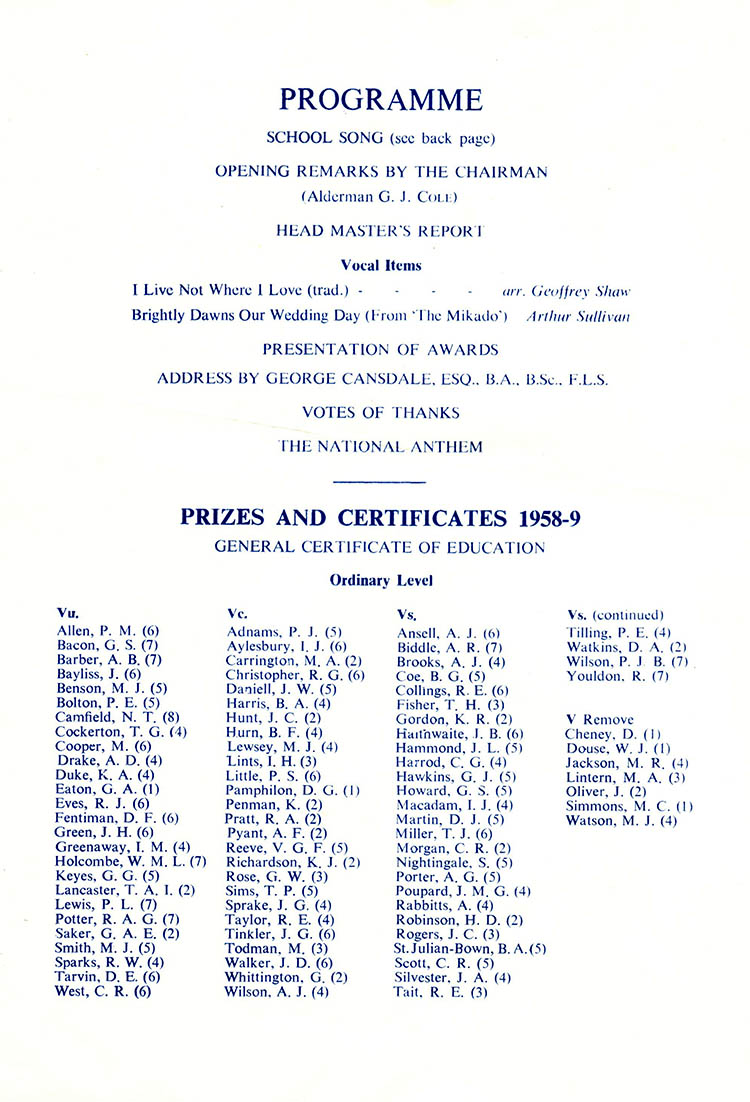 PROGRAMME
SCHOOL SONG (see back page)
OPENING REMARKS BY THE CHAIRMAN
(Alderman G. J. COLE)
HEAD MASTER'S REPORT
Vocal Items
I Live Not Where I Love (trad.) - - - - arr. Geoffrey Shaw
Brightly Dawns Our Wedding Day (From 'The Mikado') Arthur Sullivan
PRESENTATION OF AWARDS
ADDRESS BY GEORGE CANSDALE, ESQ., B.A., B.Sc., F.L.S.
VOTES OF THANKS
THE NATIONAL ANTHEM
PRIZES AND CERTIFICATES 1958-9
GENERAL CERTIFICATE OF EDUCATION
Ordinary Level
Vu.
Allen, P. M. (6)
Bacon, G. S. (7)
Barber, A. B. (7)
Bayliss, J. (6)
Benson, M. J. (5)
Bolton, P. E. (5)
Camfield, N. T. (8)
Cockerton, T. G. (4)
Cooper, M. (6)
Drake, A. D. (4)
Duke, K. A. (4)
Eaton, G. A. (1)
Eves, R. J. (6)
Fentiman, D. F. (6)
Green, J. H. (6)
Greenaway, I. M. (4)
Holcombe, W. M. L. (7)
Keyes, G. G. (5)
Lancaster, T. A. I. (2)
Lewis, P. L. (7)
Potter, R. A. G. (7)
Saker, G. A. E. (2)
Smith, M. J. (5)
Sparks, R. W. (4)
Tarvin, D. E. (6)
West, C. R. (6)
Vc.
Adnams, P. J. (5)
Aylesbury, I. J. (6)
Carrington, M. A. (2)
Christopher, R. G. (6)
Daniell, J. W. (5)
Harris, B. A. (4)
Hunt, J. C. (2)
Hurn, B. F. (4)
Lewsey, M. J. (4)
Lints, I. H. (3)
Little, P. S. (6)
Pamphilon, D. G. (1)
Penman, K. (2)
Pratt, R. A. (2)
Pyant, A. F. (2)
Reeve, V. G. F. (5)
Richardson, K. J. (2)
Rose, G. W. (3)
Sims, T. P. (5)
Sprake, J. G. (4)
Taylor, R. E. (4)
Tinkler, J. G. (6)
Todman, M. (3)
Walker, J. D. (6)
Whittington, G. (2)
Wilson, A. J. (4)
Vs.
Ansell, A. J. (6)
Biddle, A. R. (7)
Brooks, A. J. (4)
Coe, B. G. (5)
Collings, R. E. (6)
Fisher, T. H. (3)
Gordon, K. R. (2)
Haithwaite, J. B. (6)
Hammond, J. L. (5)
Harrod, C. G. (4)
Hawkins, G. J. (5)
Howard, G. S. (5)
Macadam, I. J. (4)
Martin, D. J. (5)
Miller, T. J. (6)
Morgan, C. R. (2)
Nightingale, S. (5)
Porter, A. G. (5)
Poupard, J. M. G. (4)
Rabbitts, A. (4)
Robinson, H. D. (2)
Rogers, J. C. (3)
St. Julian-Bown, B. A. (5)
Scott, C. R. (5)
Silvester, J. A. (4)
Tait, R. E. (3)
Vs. (continued)
Tilling, P. E. (4)
Watkins, D. A. (2)
Wilson, P. J. B. (7)
Youldon, R. (7)
V Remove
Cheney, D. (1)
Douse, W. J. (1)
Jackson, M. R. (4)
Lintern, M. A. (3)
Oliver, J. (2)
Simmons, M. C. (1)
Watson, M. J. (4)